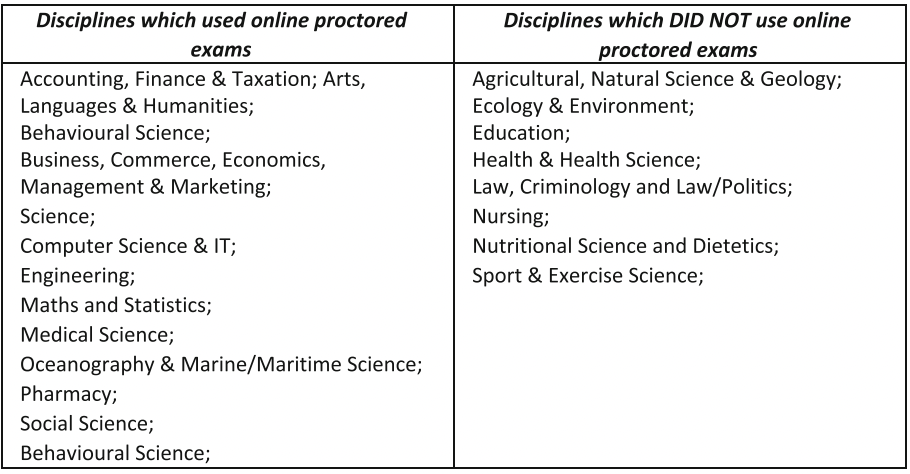 Disciplines which used online proctored
exams
Accounting, Finance & Taxation; Arts,
Languages & Humanities;
Behavioural Science;
Business, Commerce, Economics,
Management & Marketing;
Science;
Computer Science & IT;
Engineering;
Maths and Statistics;
Medical Science;
Oceanography & Marine/Maritime Science;
Pharmacy;
Social Science;
Behavioural Science;
Disciplines which DID NOT use online
proctored exams
Agricultural, Natural Science & Geology;
Ecology & Environment;
Education;
Health & Health Science;
Law, Criminology and Law/Politics;
Nursing;
Nutritional Science and Dietetics;
Sport & Exercise Science;